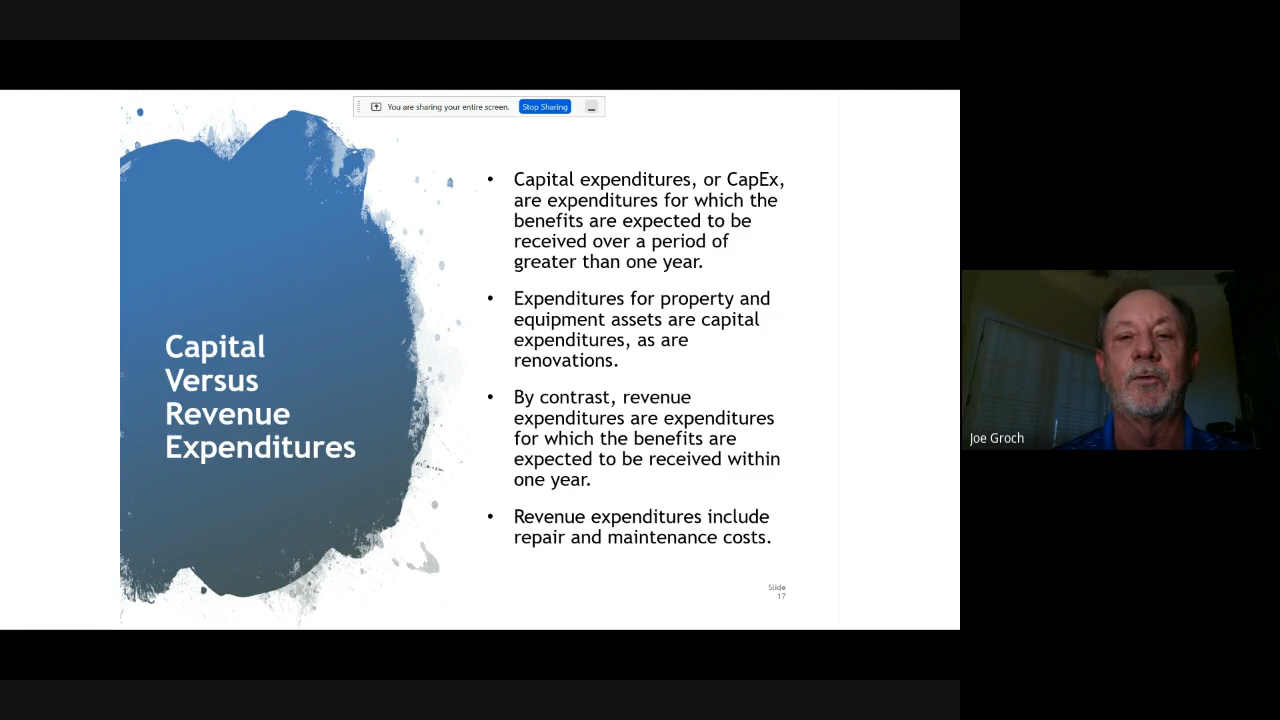 You are sharing your entire screen.
Stop Sharing
Capital
Versus
Revenue
Expenditures
• Capital expenditures, or CapEx,
are expenditures for which the
benefits are expected to be
received over a period of
greater than one year.
• Expenditures for property and
equipment assets are capital
expenditures, as are
renovations.
• By contrast, revenue
expenditures are expenditures
for which the benefits are
expected to be received within
one year.
• Revenue expenditures include
repair and maintenance costs.
Slide
17
Joe Groch